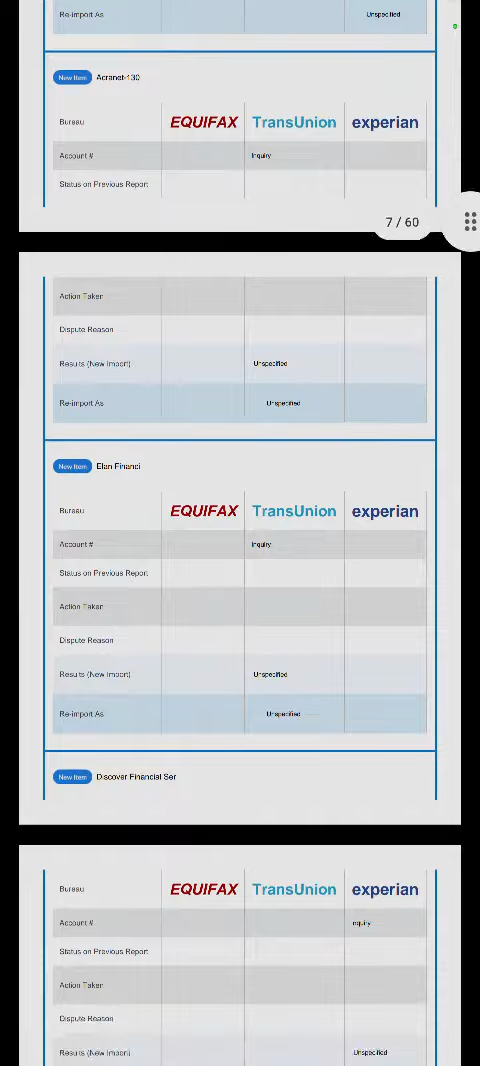 Re-import As Unspecified
New Item Acranet-130
Bureau EQUIFAX TransUnion experian
Account # Inquiry
Status on Previous Report
7 / 60
Action Taken
Dispute Reason
Results (New Import) Unspecified
Re-import As Unspecified
New Item Elan Financi
Bureau EQUIFAX TransUnion experian
Account # Inquiry
Status on Previous Report
Action Taken
Dispute Reason
Results (New Import) Unspecified
Re-import As Unspecified
New Item Discover Financial Ser
Bureau EQUIFAX TransUnion experian
Account # nquiry
Status on Previous Report
Action Taken
Dispute Reason
Results (New Import) Unspecified